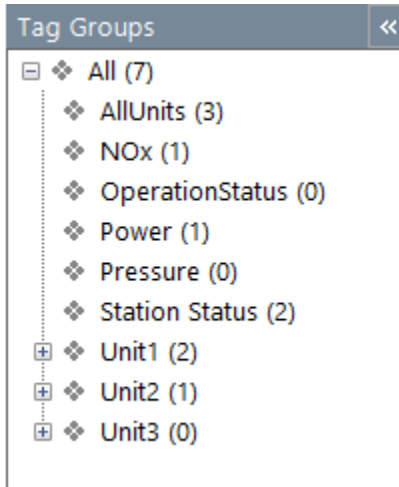 Tag Groups «
All (7)
AllUnits (3)
NOx (1)
OperationStatus (0)
Power (1)
Pressure (0)
Station Status (2)
Unit1 (2)
Unit2 (1)
Unit3 (0)